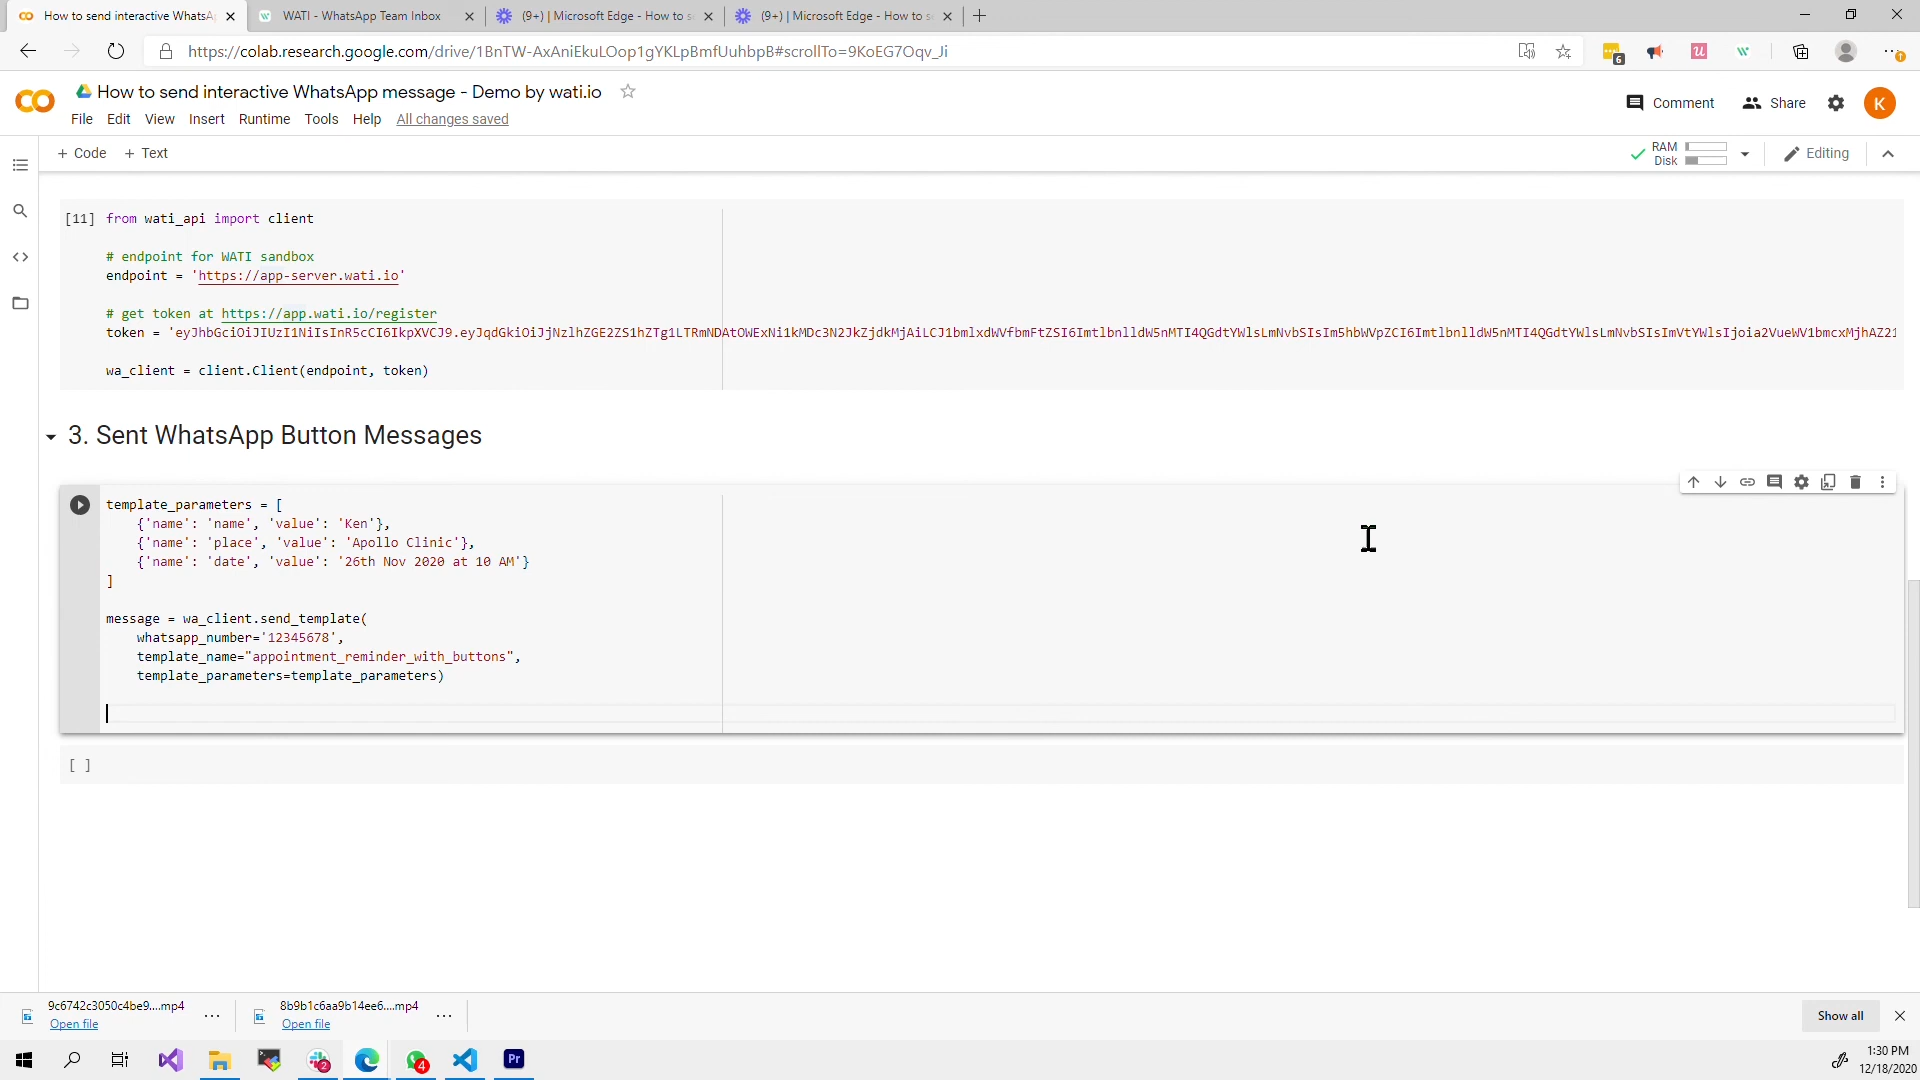 How to send interactive WhatsA
WATI - WhatsApp Team Inbox
(9+) | Microsoft Edge - How to s
(9+) | Microsoft Edge - How to s
https://colab.research.google.com/drive/1BnTW-AxAniEkuLOop1gYKLpBmfUuhbpB#scrollTo=9KoEG7Oqv_Ji
6
How to send interactive WhatsApp message - Demo by wati.io
Comment
Share
K
File Edit View Insert Runtime Tools Help All changes saved
+ Code + Text
RAM
Disk
Editing
[11] from wati_api import client
# endpoint for WATI sandbox
endpoint = 'https://app-server.wati.io'
# get token at https://app.wati.io/register
token = 'eyJhbGciOiJIUzI1NiIsInR5cCI6IkpXVCJ9.eyJqdGkiOiJjNzlhZGE2ZS1hZTg1LTRmNDAtOWExNi1kMDc3N2JkZjdkMjAiLCJ1bmlxdWVfbmFtZSI6ImtlbnlldW5nMTI4QGdtYWlsLmNvbSIsIm5hbWVpZCI6ImtlbnlldW5nMTI4QGdtYWlsLmNvbSIsImVtYWlsIjoia2VueWV1bmcxMjhAZ21
wa_client = client.Client(endpoint, token)
3. Sent WhatsApp Button Messages
template_parameters = [
{'name': 'name', 'value': 'Ken'},
{'name': 'place', 'value': 'Apollo Clinic'},
{'name': 'date', 'value': '26th Nov 2020 at 10 AM'}
]
message = wa_client.send_template(
whatsapp_number='12345678',
template_name="appointment_reminder_with_buttons",
template_parameters=template_parameters)
[ ]
9c6742c3050c4be9....mp4
Open file
8b9b1c6aa9b14ee6....mp4
Open file
Show all
2
4
Pr
1:30 PM
12/18/2020